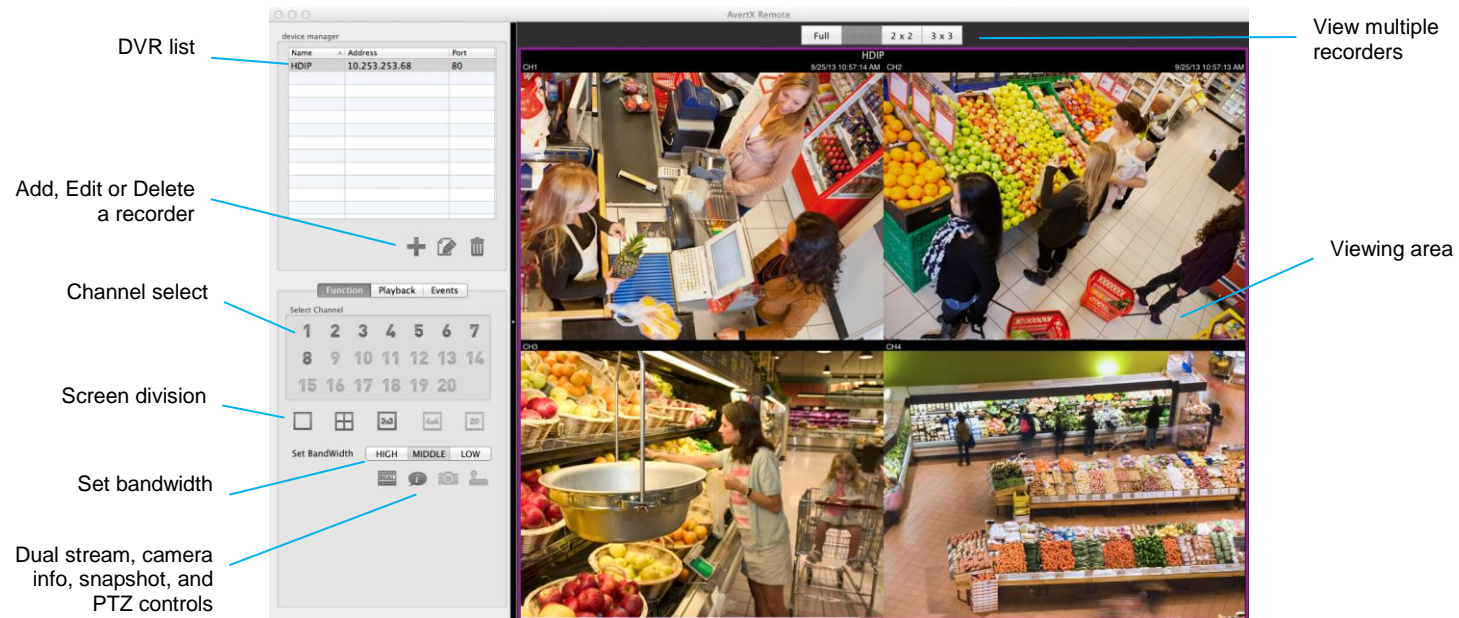 AvertX Remote
DVR list
device manager
Name Address Port
HDIP 10.253.253.68 80
Full 2 x 2 3 x 3
View multiple
recorders
HDIP
CH1 9/25/13 10:57:14 AM CH2 9/25/13 10:57:13 AM
Add, Edit or Delete
a recorder
Viewing area
Channel select
Function Playback Events
Select Channel
1 2 3 4 5 6 7
8 9 10 11 12 13 14
15 16 17 18 19 20
CH3 CH4
Screen division
3x3 4x4 20
Set BandWidth HIGH MIDDLE LOW
Set bandwidth
DUAL
Dual stream, camera
info, snapshot, and
PTZ controls